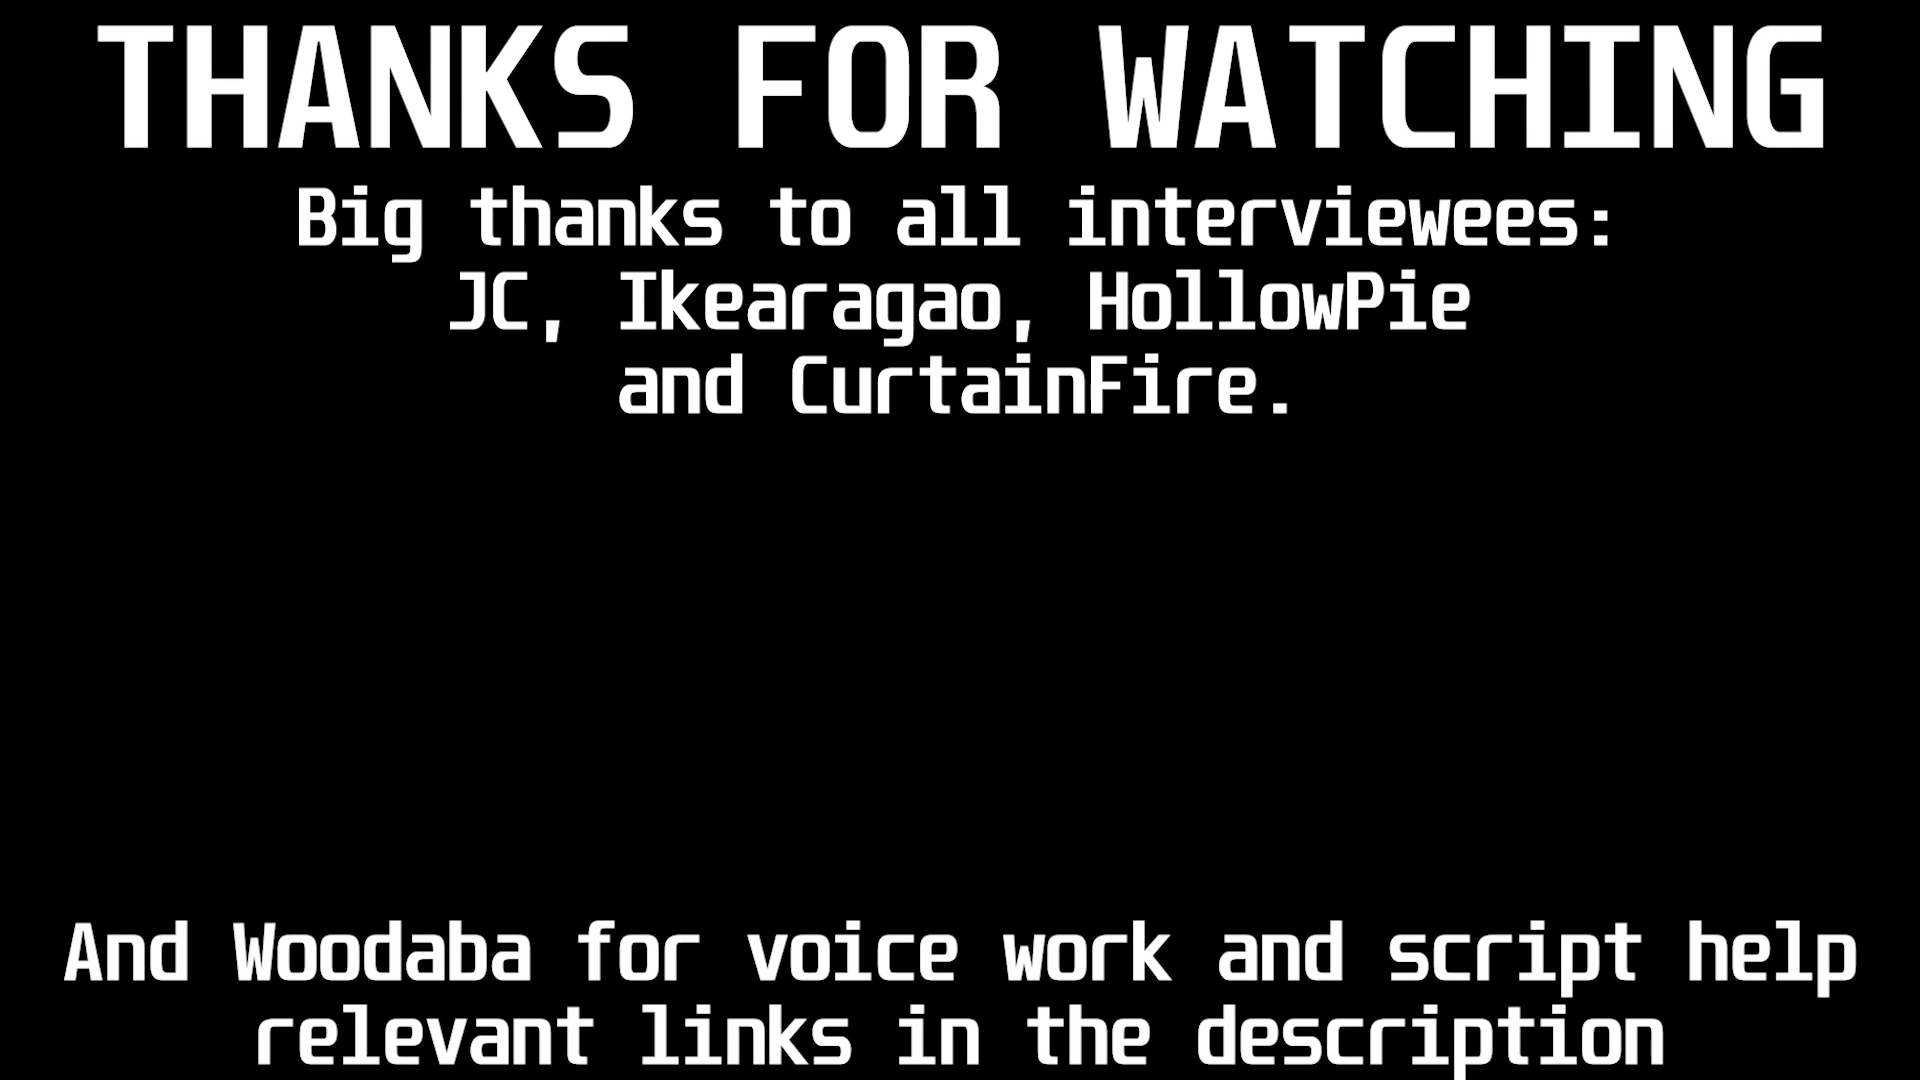 THANKS FOR WATCHING
Big thanks to all interviewees:
JC, Ikearagao, HollowPie
and CurtainFire.
And Woodaba for voice work and script help
relevant links in the description